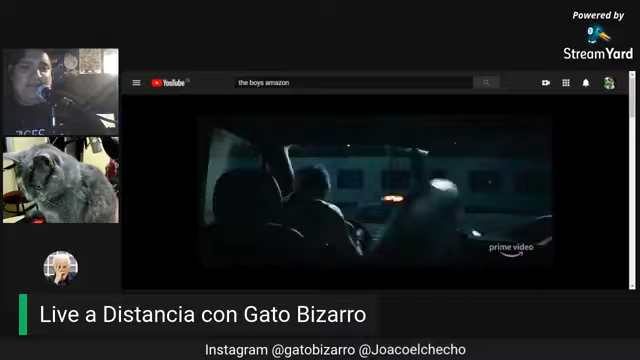 Powered by
StreamYard
YouTube
the boys amazon
prime video
Live a Distancia con Gato Bizarro
Instagram @gatobizarro @Joacoelchecho